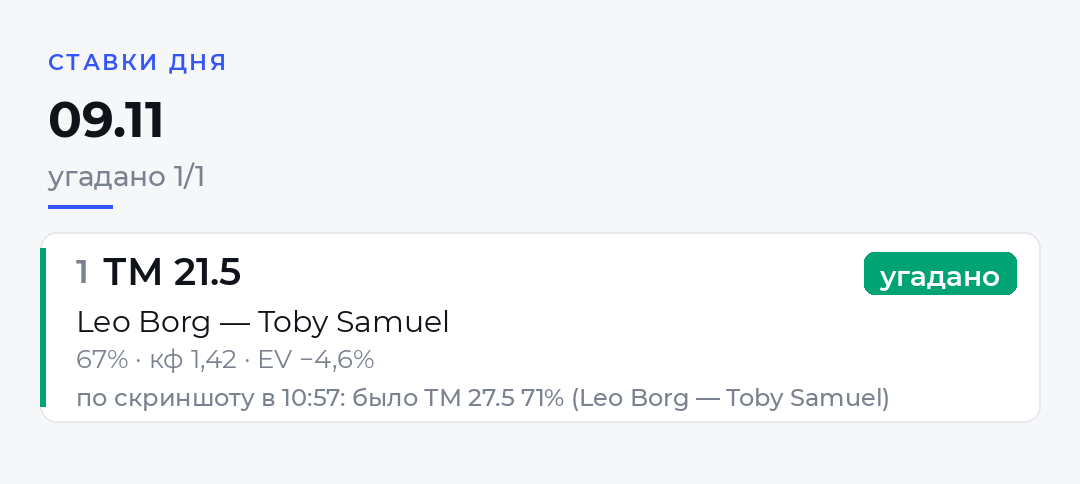 СТАВКИ ДНЯ
09.11
угадано 1/1
1 ТМ 21.5
угадано
Leo Borg — Toby Samuel
67% · кф 1,42 · EV −4,6%
по скриншоту в 10:57: было ТМ 27.5 71% (Leo Borg — Toby Samuel)